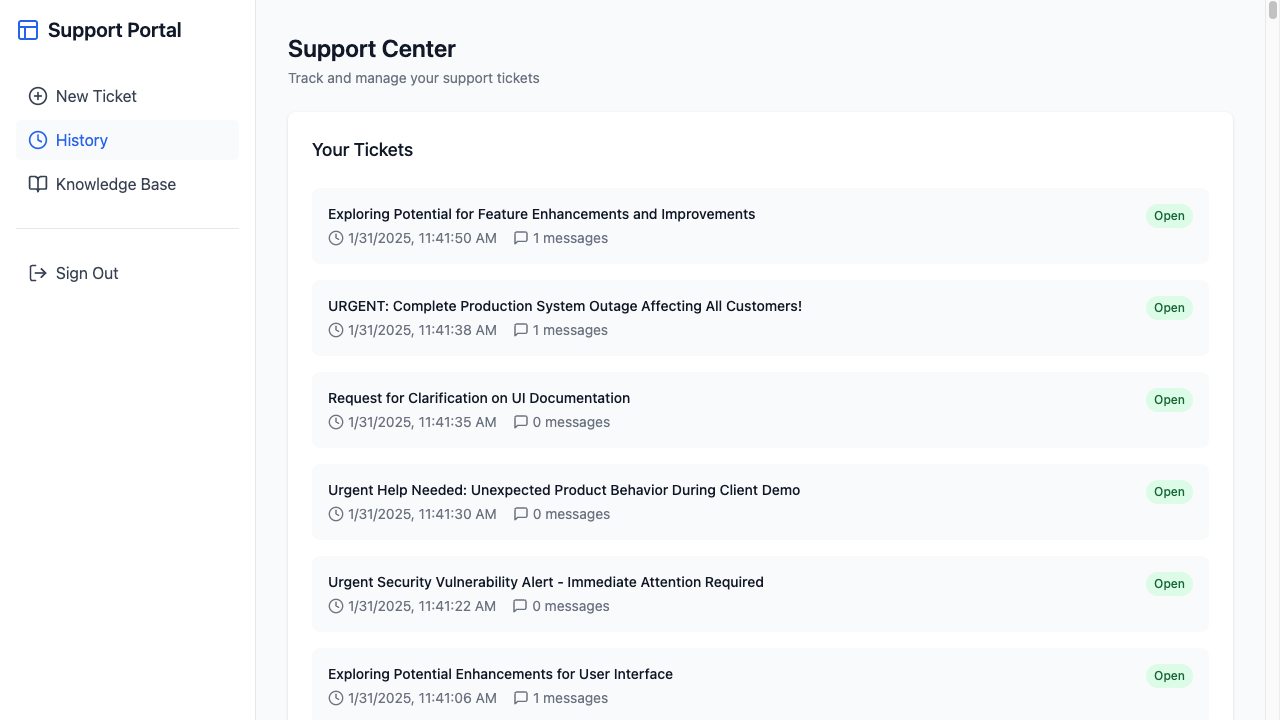 Support Portal
New Ticket
History
Knowledge Base
Sign Out
Support Center
Track and manage your support tickets
Your Tickets
Exploring Potential for Feature Enhancements and Improvements
Open
1/31/2025, 11:41:50 AM 1 messages
URGENT: Complete Production System Outage Affecting All Customers!
Open
1/31/2025, 11:41:38 AM 1 messages
Request for Clarification on UI Documentation
Open
1/31/2025, 11:41:35 AM 0 messages
Urgent Help Needed: Unexpected Product Behavior During Client Demo
Open
1/31/2025, 11:41:30 AM 0 messages
Urgent Security Vulnerability Alert - Immediate Attention Required
Open
1/31/2025, 11:41:22 AM 0 messages
Exploring Potential Enhancements for User Interface
Open
1/31/2025, 11:41:06 AM 1 messages